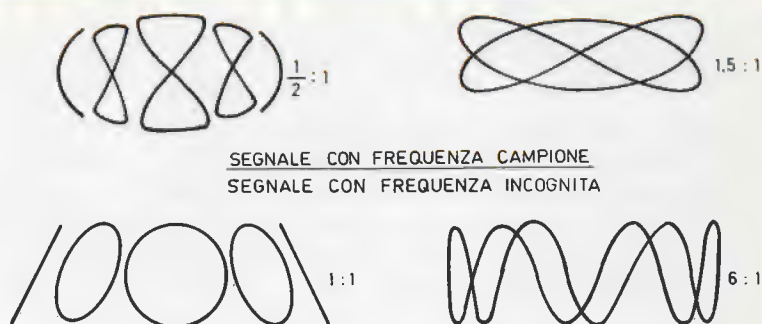 1/2 : 1
1,5 : 1
SEGNALE CON FREQUENZA CAMPIONE
SEGNALE CON FREQUENZA INCOGNITA
1 : 1
6 : 1